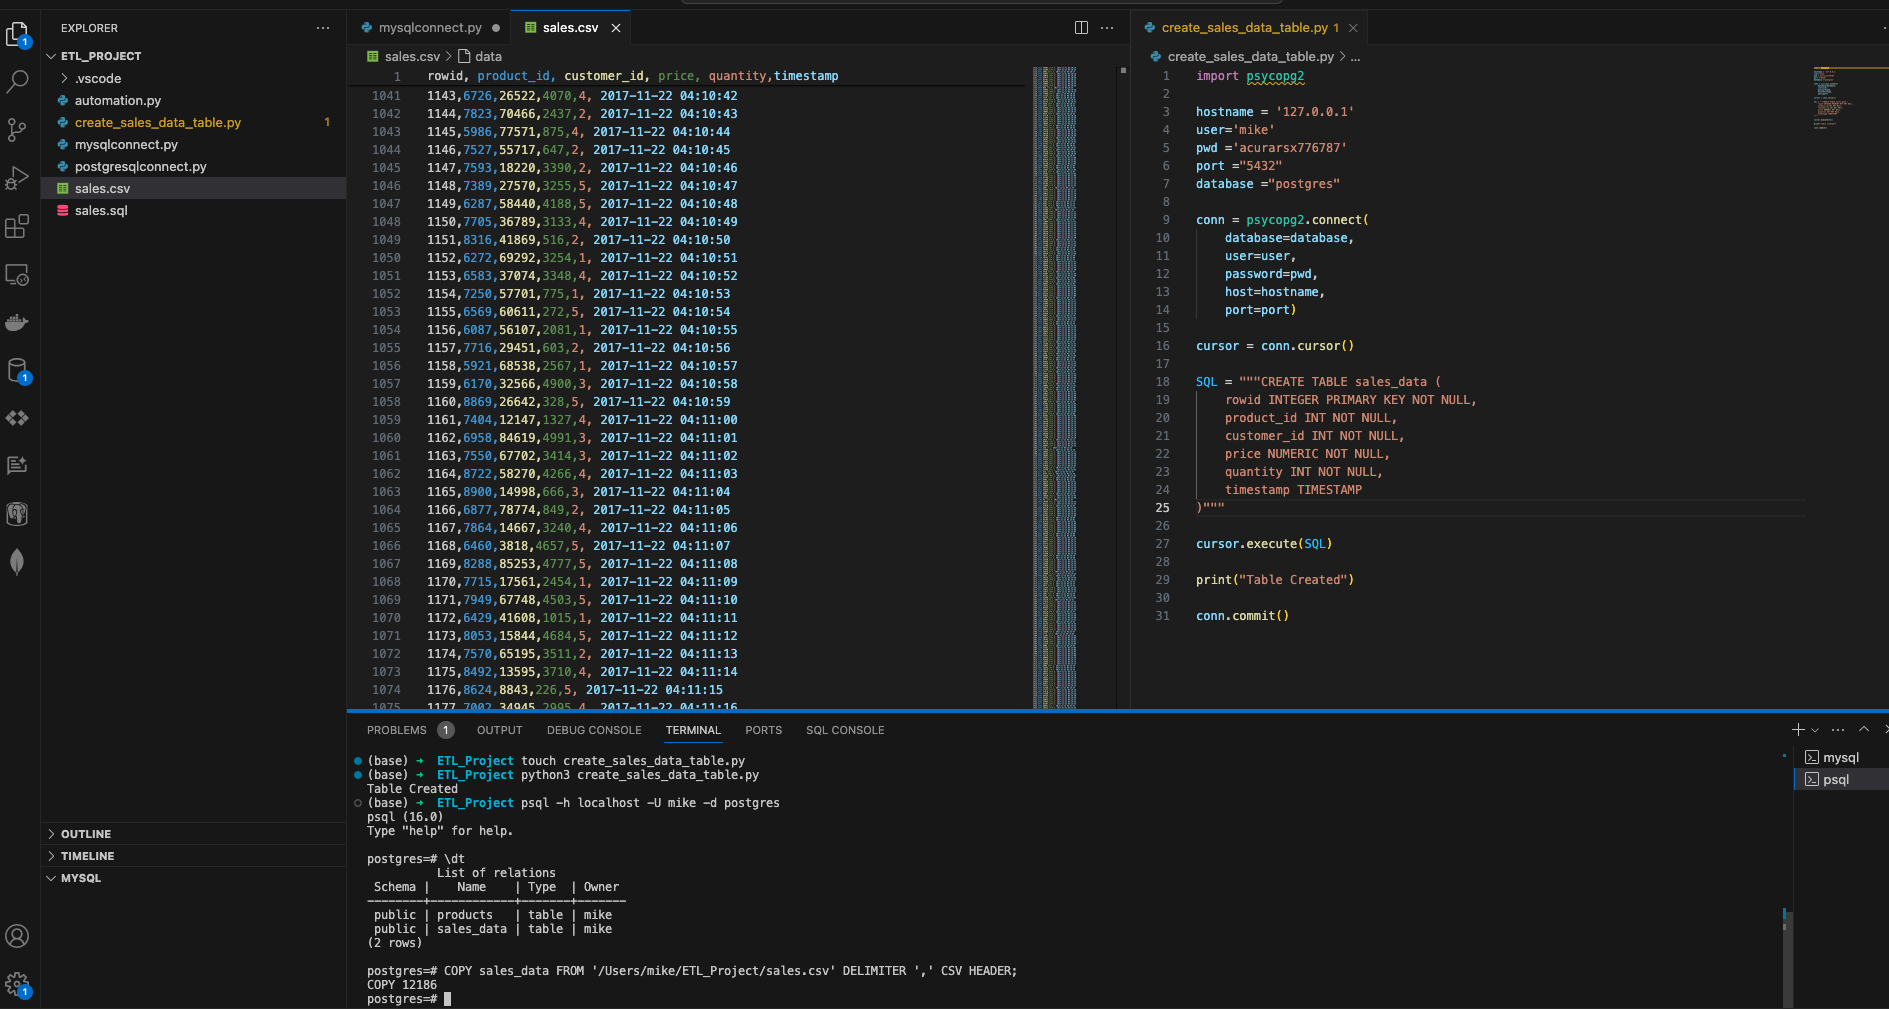 EXPLORER
ETL_PROJECT
.vscode
automation.py
create_sales_data_table.py 1
mysqlconnect.py
postgresqlconnect.py
sales.csv
sales.sql
OUTLINE
TIMELINE
MYSQL
1
1
1
mysqlconnect.py
sales.csv
sales.csv > data
1 rowid, product_id, customer_id, price, quantity,timestamp
1041 1143,6726,26522,4070,4, 2017-11-22 04:10:42
1042 1144,7823,70466,2437,2, 2017-11-22 04:10:43
1043 1145,5986,77571,875,4, 2017-11-22 04:10:44
1044 1146,7527,55717,647,2, 2017-11-22 04:10:45
1045 1147,7593,18220,3390,2, 2017-11-22 04:10:46
1046 1148,7389,27570,3255,5, 2017-11-22 04:10:47
1047 1149,6287,58440,4188,5, 2017-11-22 04:10:48
1048 1150,7705,36789,3133,4, 2017-11-22 04:10:49
1049 1151,8316,41869,516,2, 2017-11-22 04:10:50
1050 1152,6272,69292,3254,1, 2017-11-22 04:10:51
1051 1153,6583,37074,3348,4, 2017-11-22 04:10:52
1052 1154,7250,57701,775,1, 2017-11-22 04:10:53
1053 1155,6569,60611,272,5, 2017-11-22 04:10:54
1054 1156,6087,56107,2081,1, 2017-11-22 04:10:55
1055 1157,7716,29451,603,2, 2017-11-22 04:10:56
1056 1158,5921,68538,2567,1, 2017-11-22 04:10:57
1057 1159,6170,32566,4900,3, 2017-11-22 04:10:58
1058 1160,8869,26642,328,5, 2017-11-22 04:10:59
1059 1161,7404,12147,1327,4, 2017-11-22 04:11:00
1060 1162,6958,84619,4991,3, 2017-11-22 04:11:01
1061 1163,7550,67702,3414,3, 2017-11-22 04:11:02
1062 1164,8722,58270,4266,4, 2017-11-22 04:11:03
1063 1165,8900,14998,666,3, 2017-11-22 04:11:04
1064 1166,6877,78774,849,2, 2017-11-22 04:11:05
1065 1167,7864,14667,3240,4, 2017-11-22 04:11:06
1066 1168,6460,3818,4657,5, 2017-11-22 04:11:07
1067 1169,8288,85253,4777,5, 2017-11-22 04:11:08
1068 1170,7715,17561,2454,1, 2017-11-22 04:11:09
1069 1171,7949,67748,4503,5, 2017-11-22 04:11:10
1070 1172,6429,41608,1015,1, 2017-11-22 04:11:11
1071 1173,8053,15844,4684,5, 2017-11-22 04:11:12
1072 1174,7570,65195,3511,2, 2017-11-22 04:11:13
1073 1175,8492,13595,3710,4, 2017-11-22 04:11:14
1074 1176,8624,8843,226,5, 2017-11-22 04:11:15
1075 1177,7002,34945,2995,4, 2017-11-22 04:11:16
create_sales_data_table.py 1
create_sales_data_table.py > ...
1 import psycopg2
2
3 hostname = '127.0.0.1'
4 user='mike'
5 pwd ='acurarsx776787'
6 port ="5432"
7 database ="postgres"
8
9 conn = psycopg2.connect(
10 database=database,
11 user=user,
12 password=pwd,
13 host=hostname,
14 port=port)
15
16 cursor = conn.cursor()
17
18 SQL = """CREATE TABLE sales_data (
19 rowid INTEGER PRIMARY KEY NOT NULL,
20 product_id INT NOT NULL,
21 customer_id INT NOT NULL,
22 price NUMERIC NOT NULL,
23 quantity INT NOT NULL,
24 timestamp TIMESTAMP
25 )"""
26
27 cursor.execute(SQL)
28
29 print("Table Created")
30
31 conn.commit()
PROBLEMS 1 OUTPUT DEBUG CONSOLE TERMINAL PORTS SQL CONSOLE
(base) → ETL_Project touch create_sales_data_table.py
(base) → ETL_Project python3 create_sales_data_table.py
Table Created
(base) → ETL_Project psql -h localhost -U mike -d postgres
psql (16.0)
Type "help" for help.
postgres=# \dt
List of relations
Schema | Name | Type | Owner
--------+------------+-------+-------
public | products | table | mike
public | sales_data | table | mike
(2 rows)
postgres=# COPY sales_data FROM '/Users/mike/ETL_Project/sales.csv' DELIMITER ',' CSV HEADER;
COPY 12186
postgres=#
mysql
psql